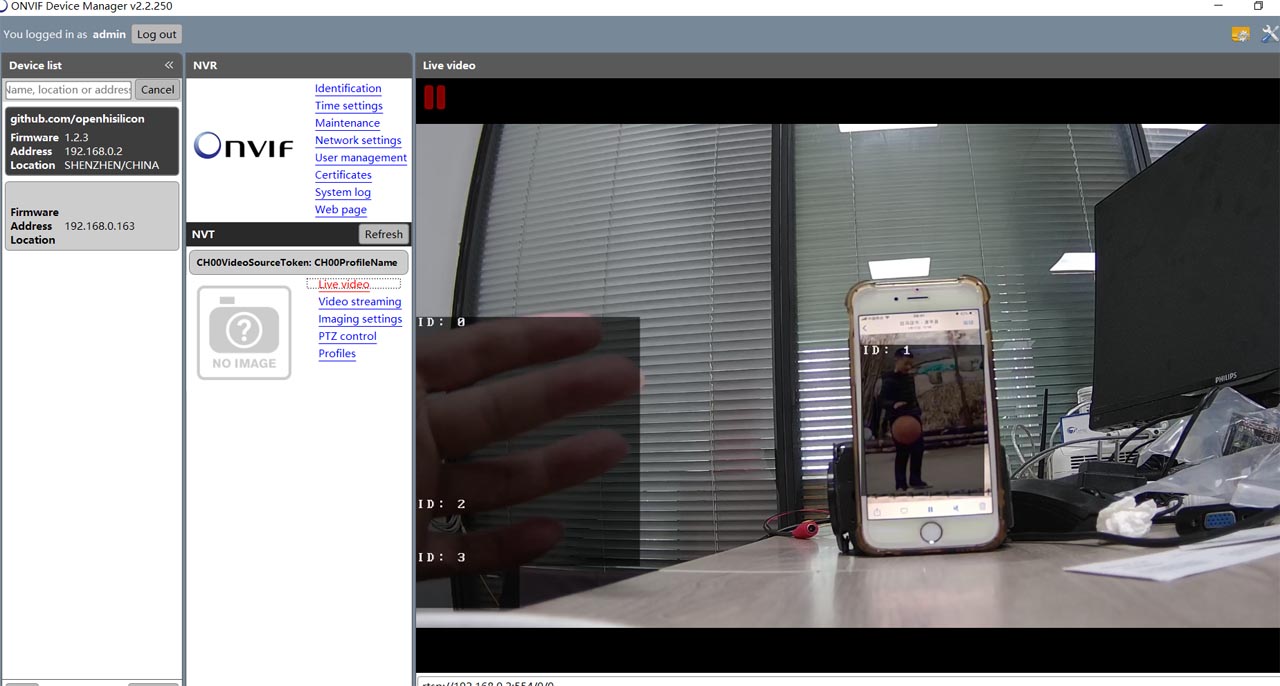 ONVIF Device Manager v2.2.250
You logged in as admin Log out
Device list «
Name, location or address Cancel
github.com/openhisilicon
Firmware 1.2.3
Address 192.168.0.2
Location SHENZHEN/CHINA
Firmware
Address 192.168.0.163
Location
NVR
ONVIF
Identification
Time settings
Maintenance
Network settings
User management
Certificates
System log
Web page
NVT Refresh
CH00VideoSourceToken: CH00ProfileName
NO IMAGE
Live video
Video streaming
Imaging settings
PTZ control
Profiles
Live video
ID: 0
ID: 1
ID: 2
ID: 3
PHILIPS
rtsp://192.168.0.2:554/0/0